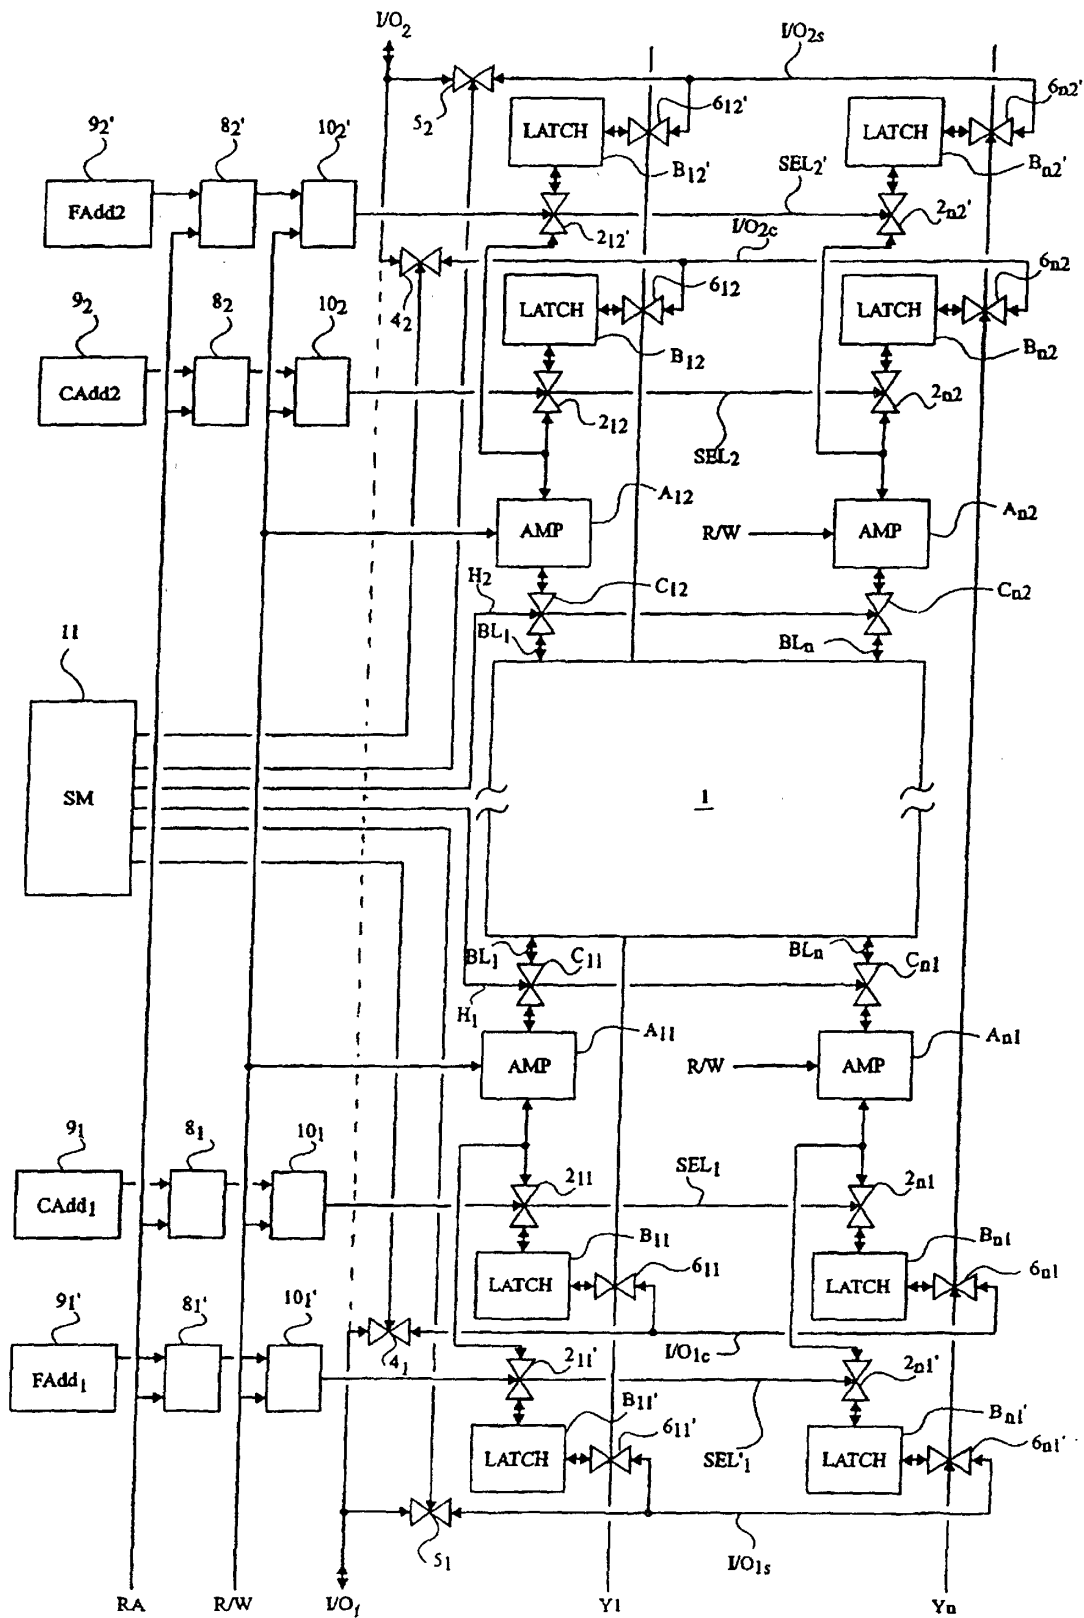 I/O2
I/O2s
52
612'
6n2'
92'
82'
102'
LATCH
LATCH
B12'
SEL2'
Bn2'
FAdd2
212'
I/O2c
2n2'
92
82
102
42
LATCH
612
LATCH
6n2
B12
Bn2
CAdd2
212
SEL2
2n2
A12
An2
AMP
R/W
AMP
H2
C12
Cn2
BL1
BLn
11
SM
1
BL1
C11
BLn
Cn1
H1
A11
An1
AMP
R/W
AMP
91
81
101
211
SEL1
2n1
CAdd1
B11
Bn1
LATCH
611
LATCH
6n1
91'
81'
101'
41
I/O1c
FAdd1
211'
2n1'
B11'
611'
Bn1'
6n1'
LATCH
SEL'1
LATCH
51
I/O1s
RA
R/W
I/O1
Y1
Yn